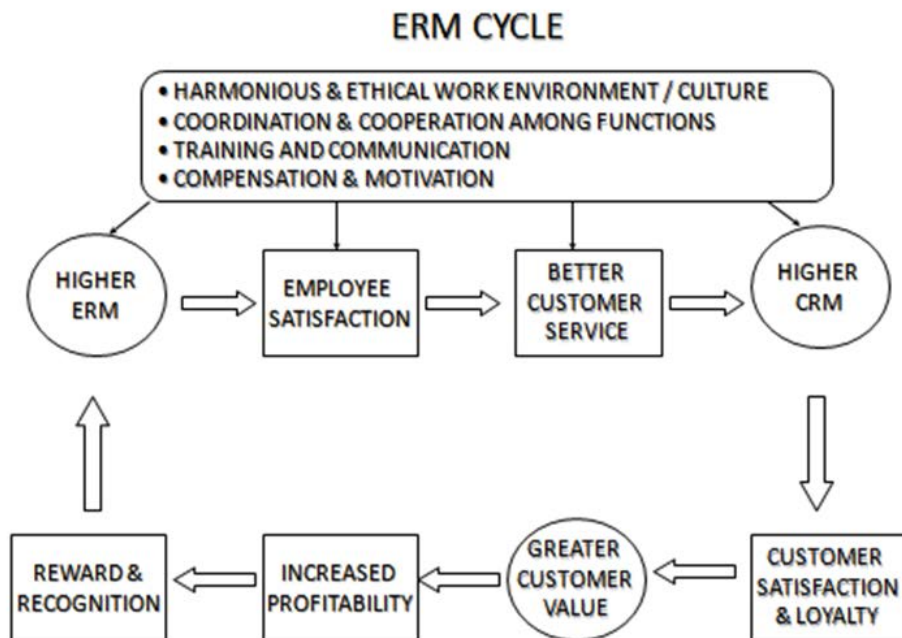 ERM CYCLE
• HARMONIOUS & ETHICAL WORK ENVIRONMENT / CULTURE
• COORDINATION & COOPERATION AMONG FUNCTIONS
• TRAINING AND COMMUNICATION
• COMPENSATION & MOTIVATION
HIGHER
ERM
EMPLOYEE
SATISFACTION
BETTER
CUSTOMER
SERVICE
HIGHER
CRM
REWARD &
RECOGNITION
INCREASED
PROFITABILITY
GREATER
CUSTOMER
VALUE
CUSTOMER
SATISFACTION
& LOYALTY